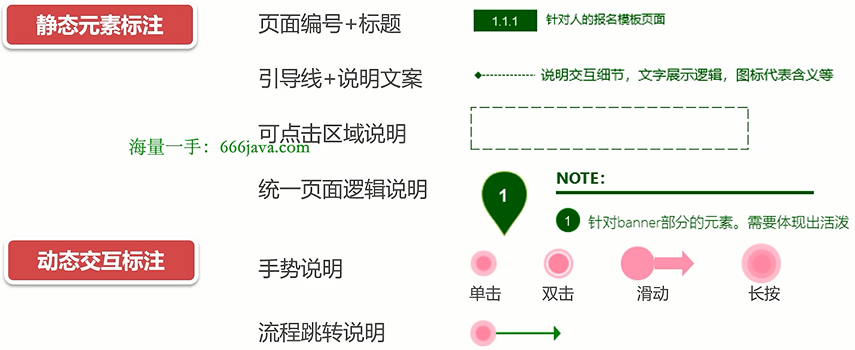 静态元素标注
页面编号+标题
1.1.1
针对人的报名模板页面
引导线+说明文案
说明交互细节，文字展示逻辑，图标代表含义等
可点击区域说明
海量一手：666java.com
统一页面逻辑说明
1
NOTE:
1 针对banner部分的元素。需要体现出活泼
动态交互标注
手势说明
单击
双击
滑动
长按
流程跳转说明